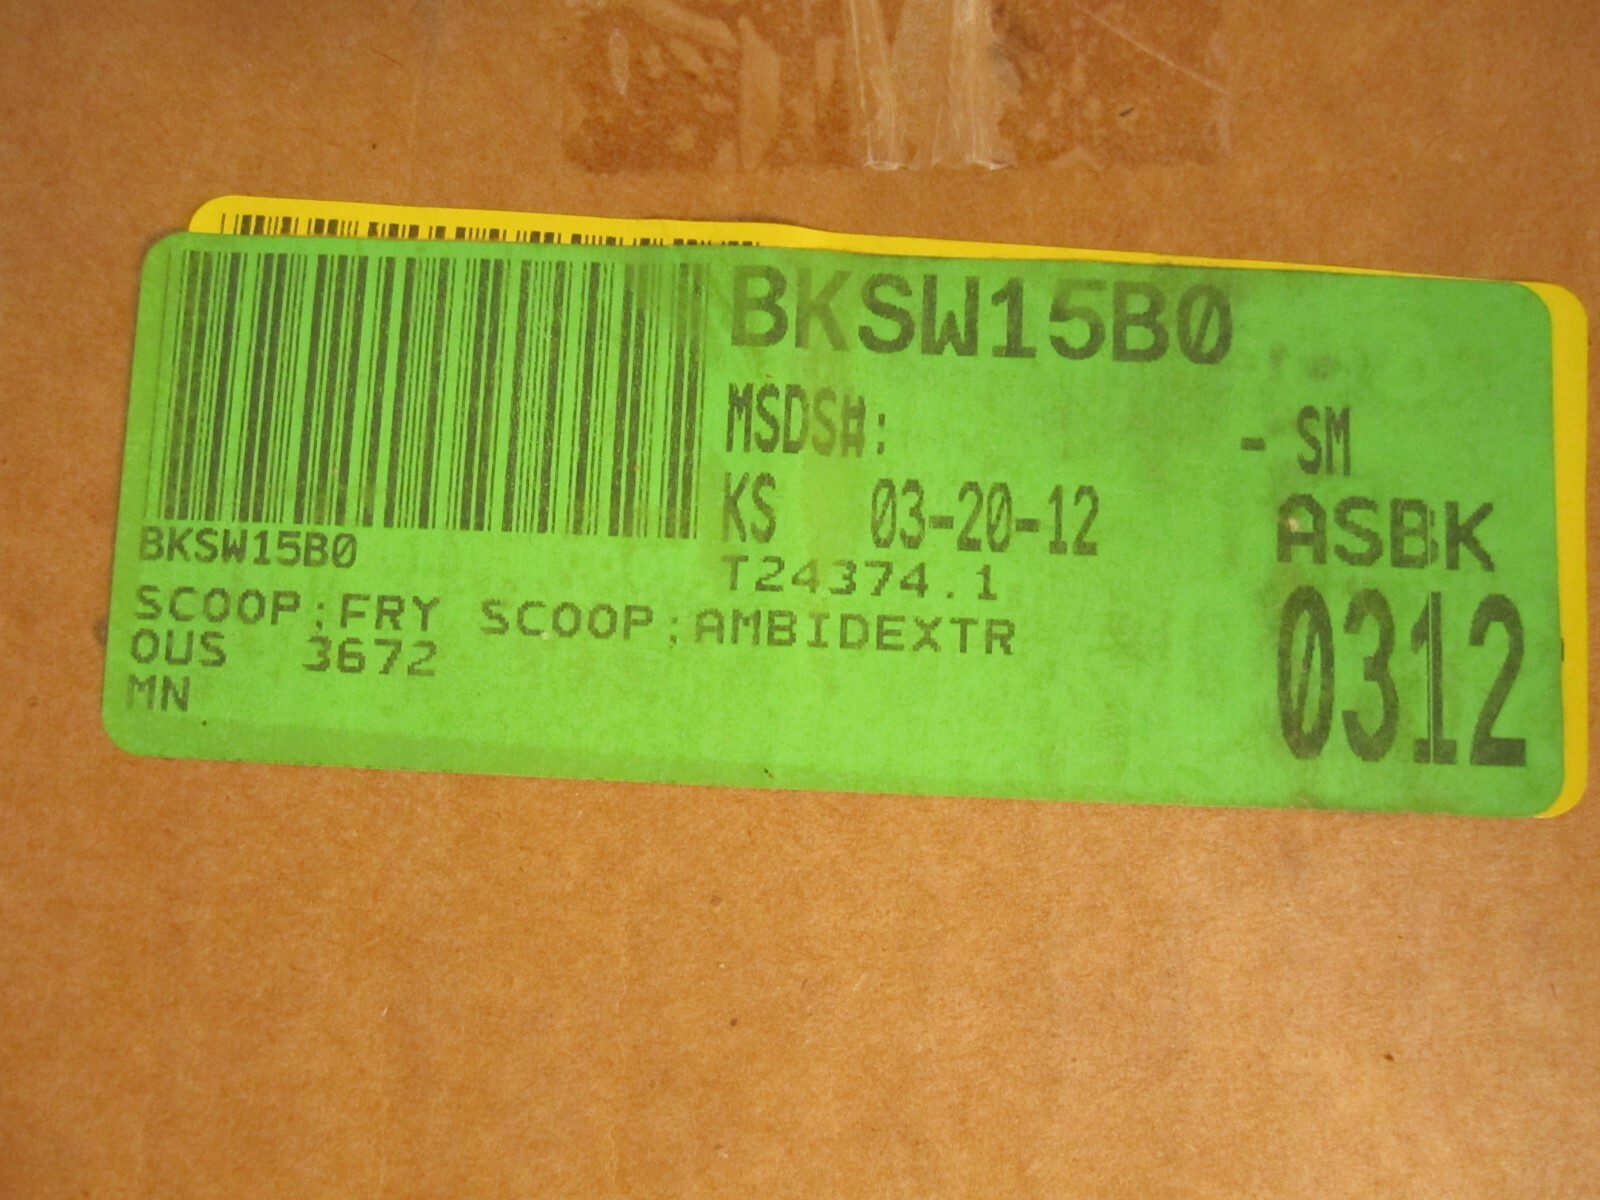 BKSW15B0
MSDS#: - SM
KS 03-20-12
T24374.1
ASBK
0312
BKSW15B0
SCOOP;FRY SCOOP;AMBIDEXTR
OUS 3672
MN